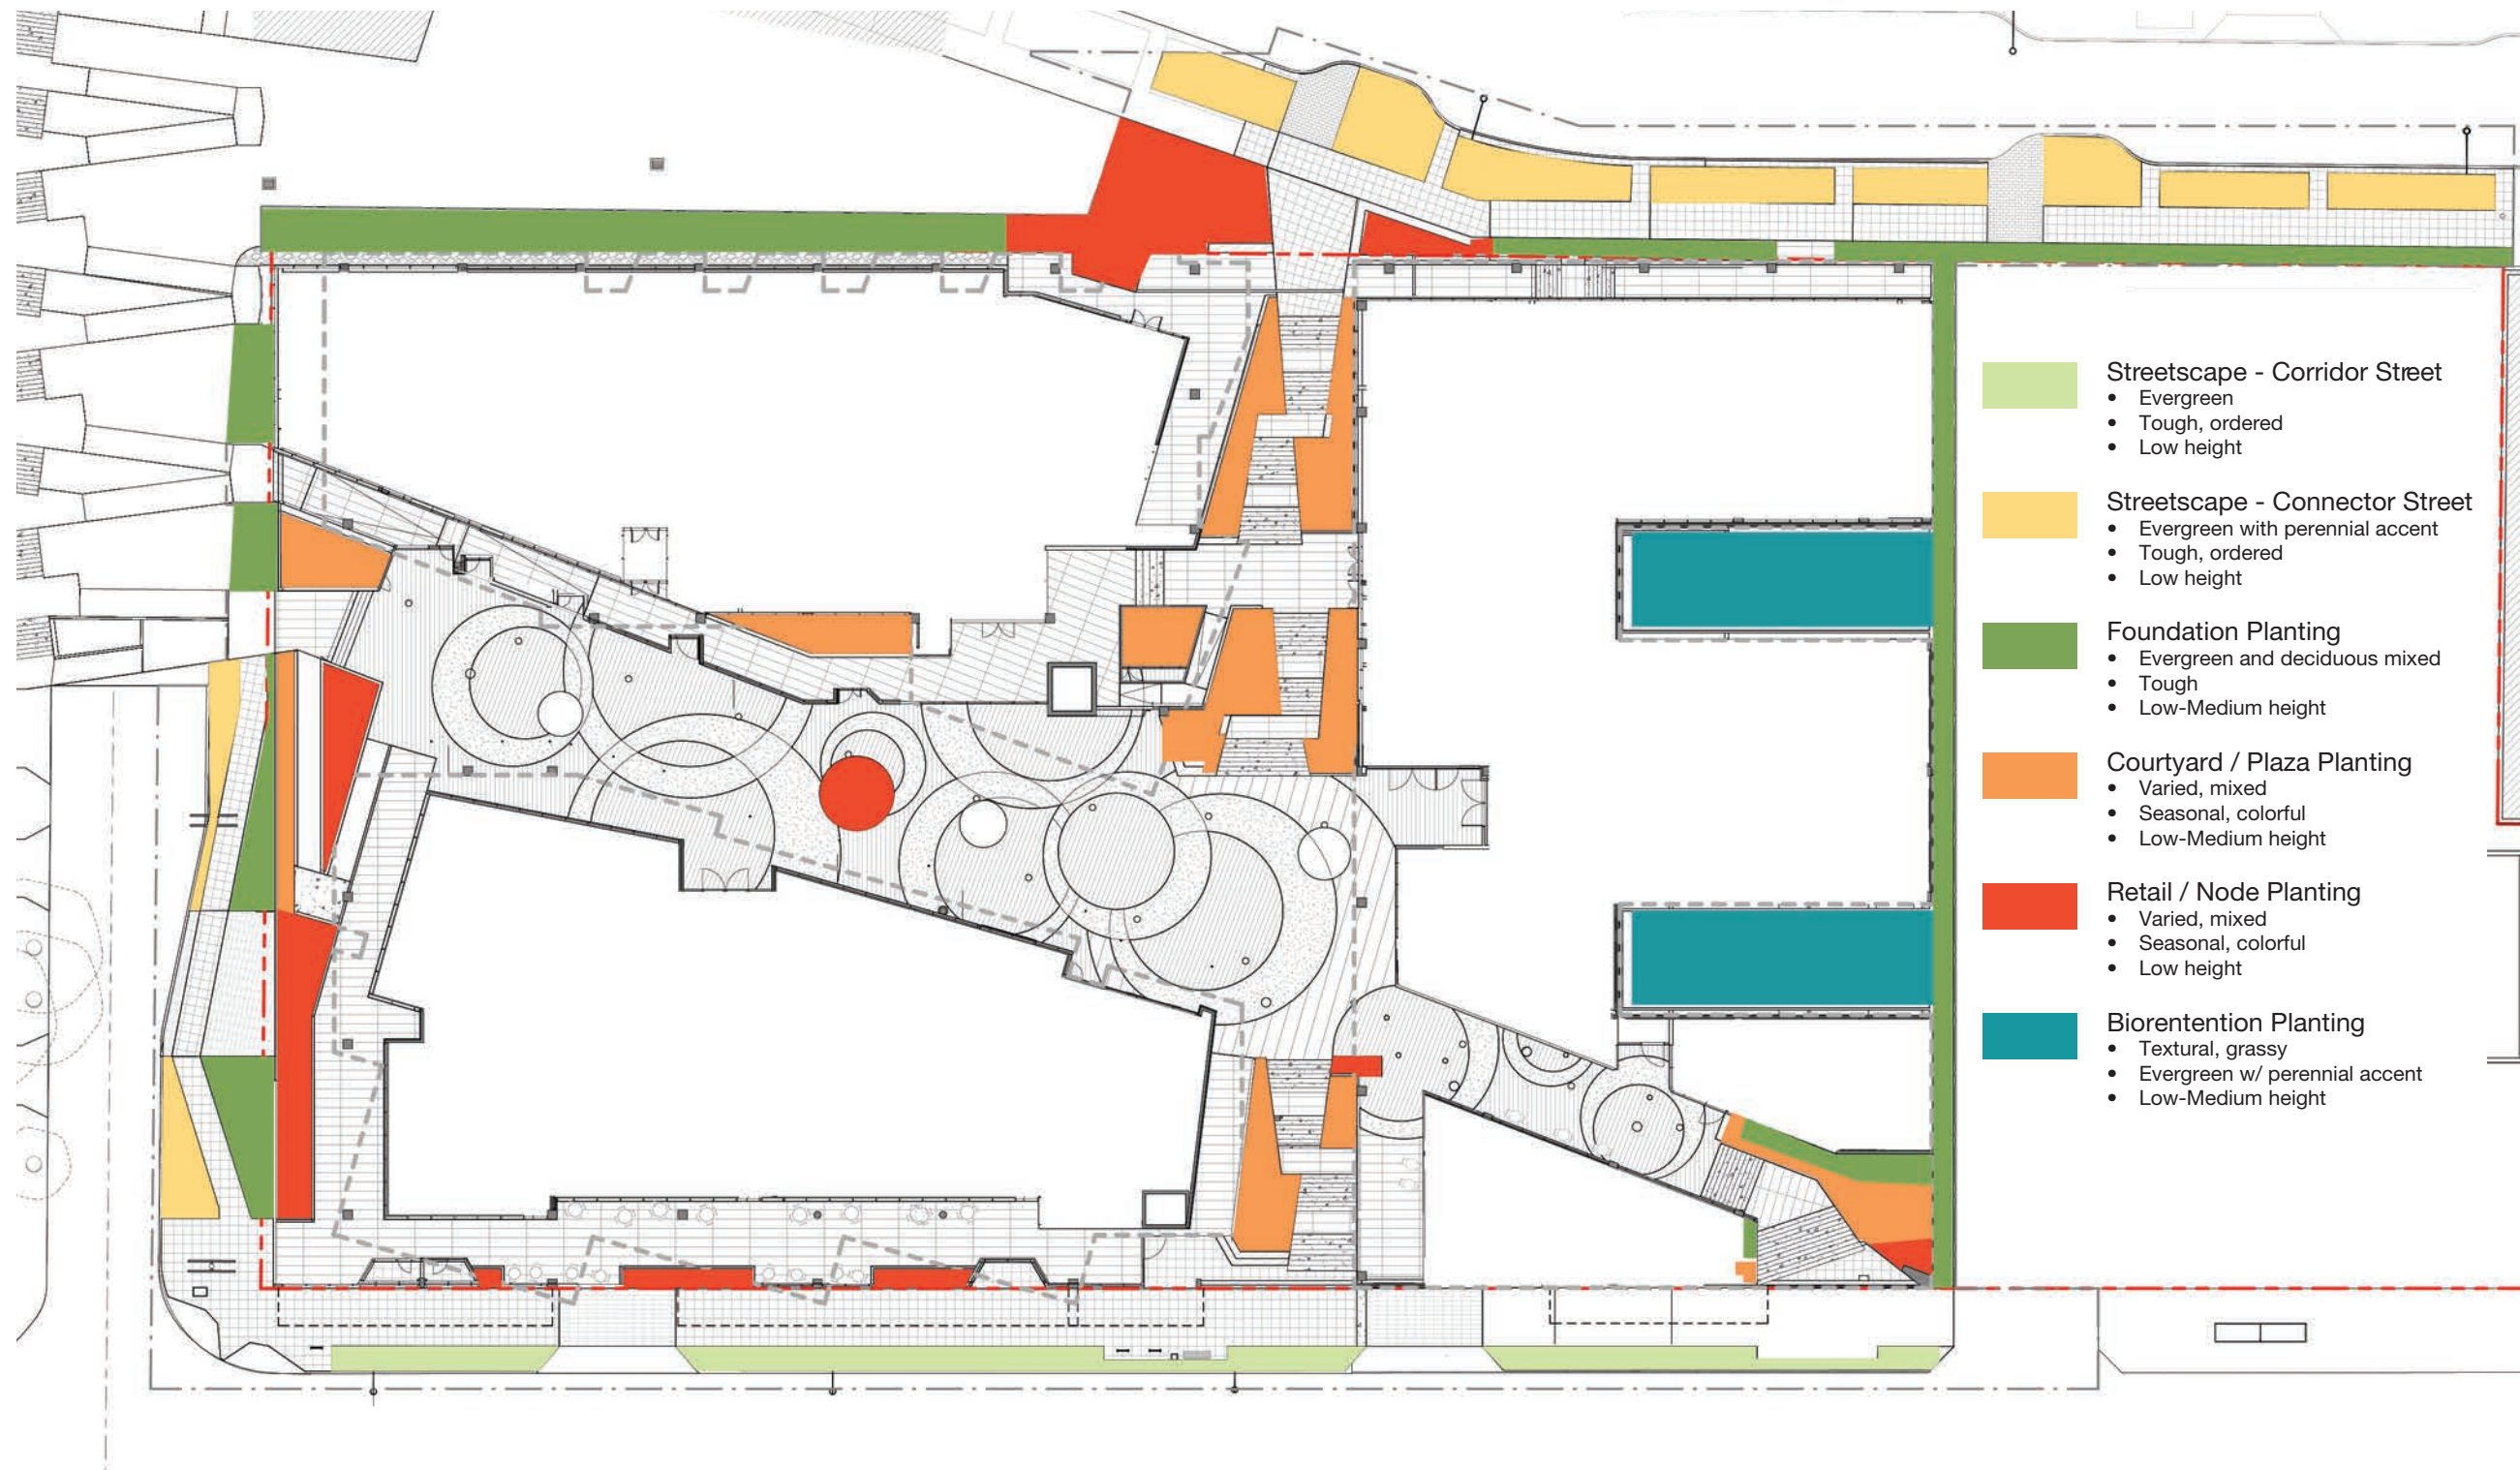 Streetscape - Corridor Street
• Evergreen
• Tough, ordered
• Low height
Streetscape - Connector Street
• Evergreen with perennial accent
• Tough, ordered
• Low height
Foundation Planting
• Evergreen and deciduous mixed
• Tough
• Low-Medium height
Courtyard / Plaza Planting
• Varied, mixed
• Seasonal, colorful
• Low-Medium height
Retail / Node Planting
• Varied, mixed
• Seasonal, colorful
• Low height
Biorentention Planting
• Textural, grassy
• Evergreen w/ perennial accent
• Low-Medium height